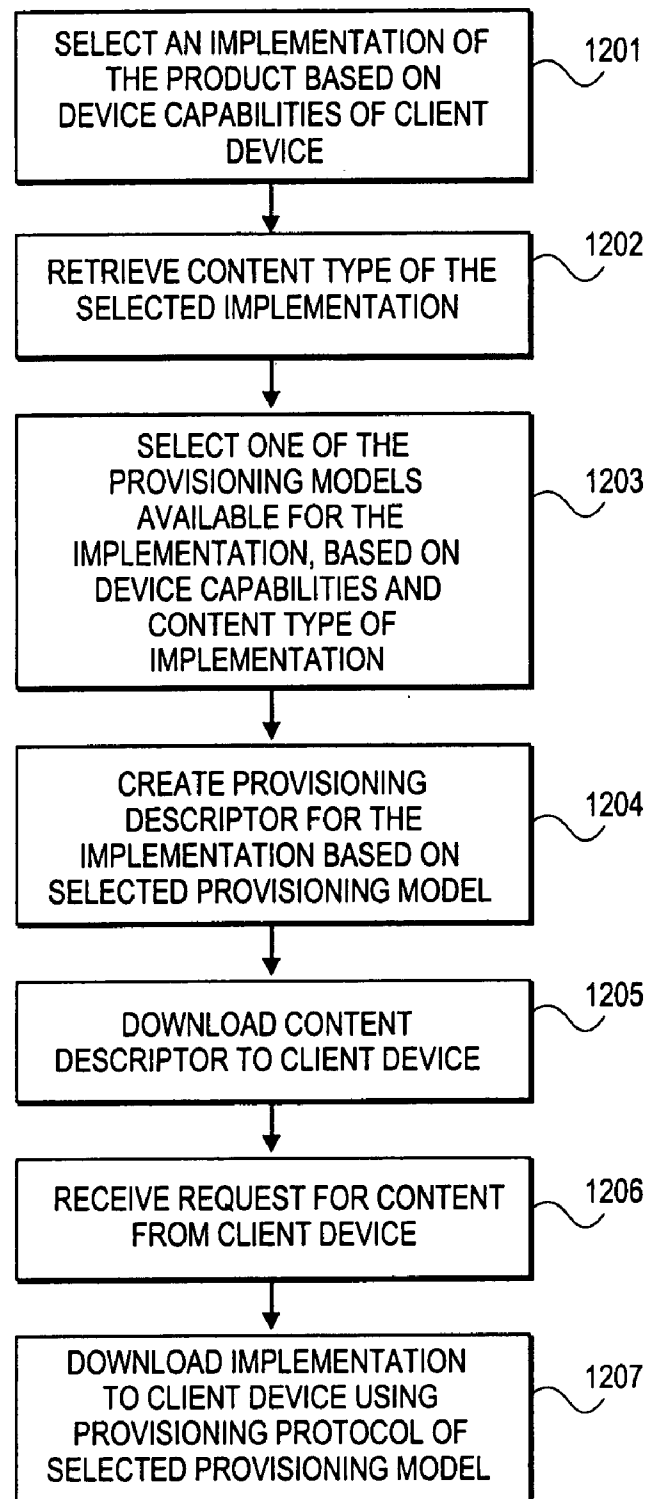 SELECT AN IMPLEMENTATION OF
THE PRODUCT BASED ON
DEVICE CAPABILITIES OF CLIENT
DEVICE
1201
RETRIEVE CONTENT TYPE OF THE
SELECTED IMPLEMENTATION
1202
SELECT ONE OF THE
PROVISIONING MODELS
AVAILABLE FOR THE
IMPLEMENTATION, BASED ON
DEVICE CAPABILITIES AND
CONTENT TYPE OF
IMPLEMENTATION
1203
CREATE PROVISIONING
DESCRIPTOR FOR THE
IMPLEMENTATION BASED ON
SELECTED PROVISIONING MODEL
1204
DOWNLOAD CONTENT
DESCRIPTOR TO CLIENT DEVICE
1205
RECEIVE REQUEST FOR CONTENT
FROM CLIENT DEVICE
1206
DOWNLOAD IMPLEMENTATION
TO CLIENT DEVICE USING
PROVISIONING PROTOCOL OF
SELECTED PROVISIONING MODEL
1207